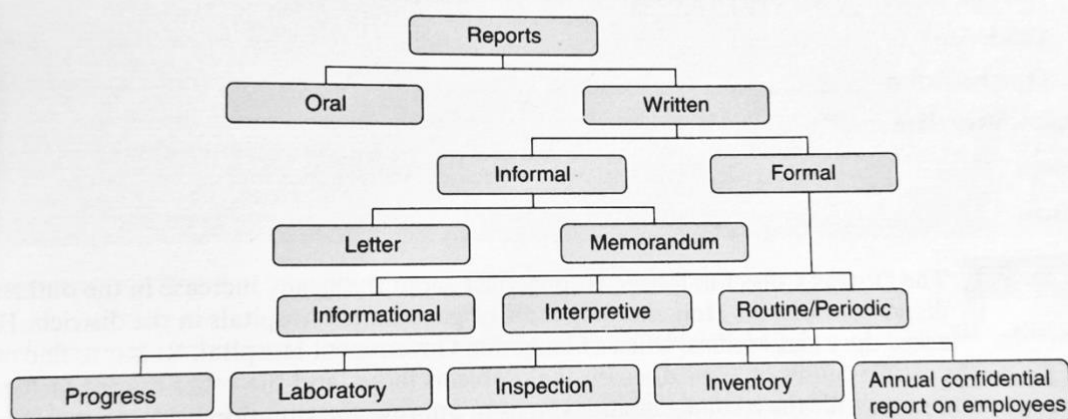 Reports
Oral
Written
Informal
Formal
Letter
Memorandum
Informational
Interpretive
Routine/Periodic
Progress
Laboratory
Inspection
Inventory
Annual confidential
report on employees